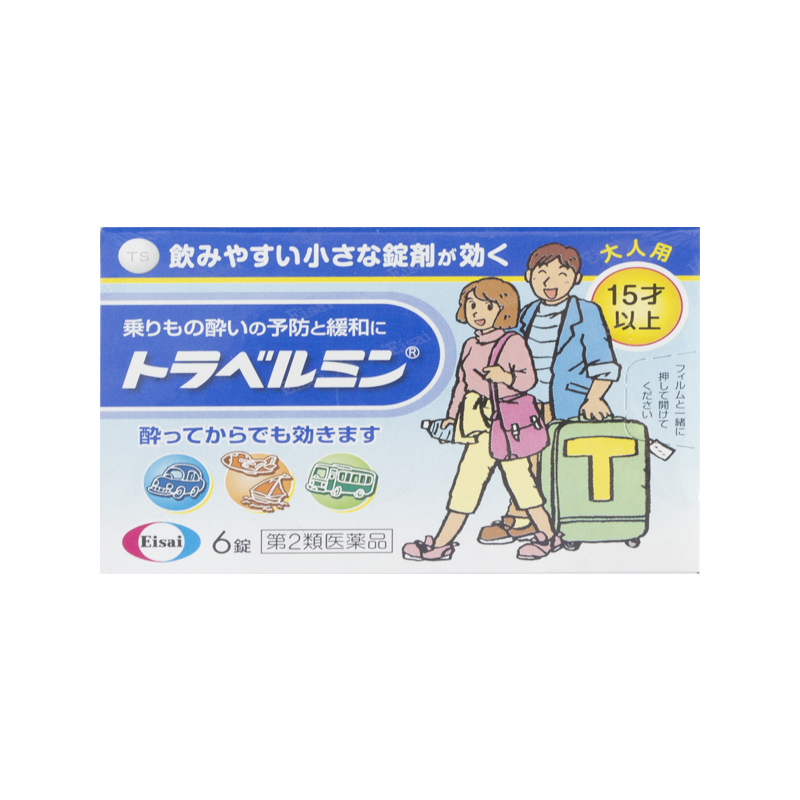 TS
飲みやすい小さな錠剤が効く
大人用
15才
以上
乗りもの酔いの予防と緩和に
トラベルミン®
フィルムと一緒に
押して開けて
ください
酔ってからでも効きます
T
Eisai
6錠
第2類医薬品